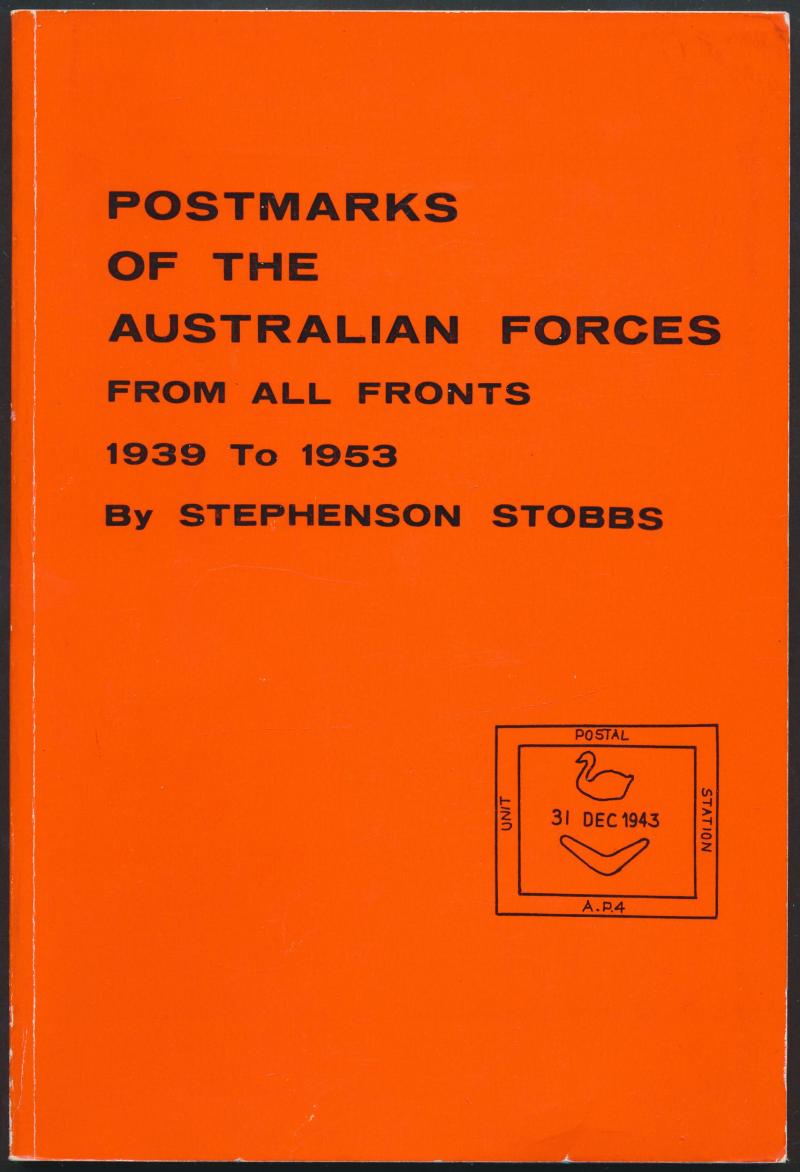 POSTMARKS
OF THE
AUSTRALIAN FORCES
FROM ALL FRONTS
1939 To 1953
By STEPHENSON STOBBS
POSTAL
UNIT
31 DEC 1943
STATION
A.P.4